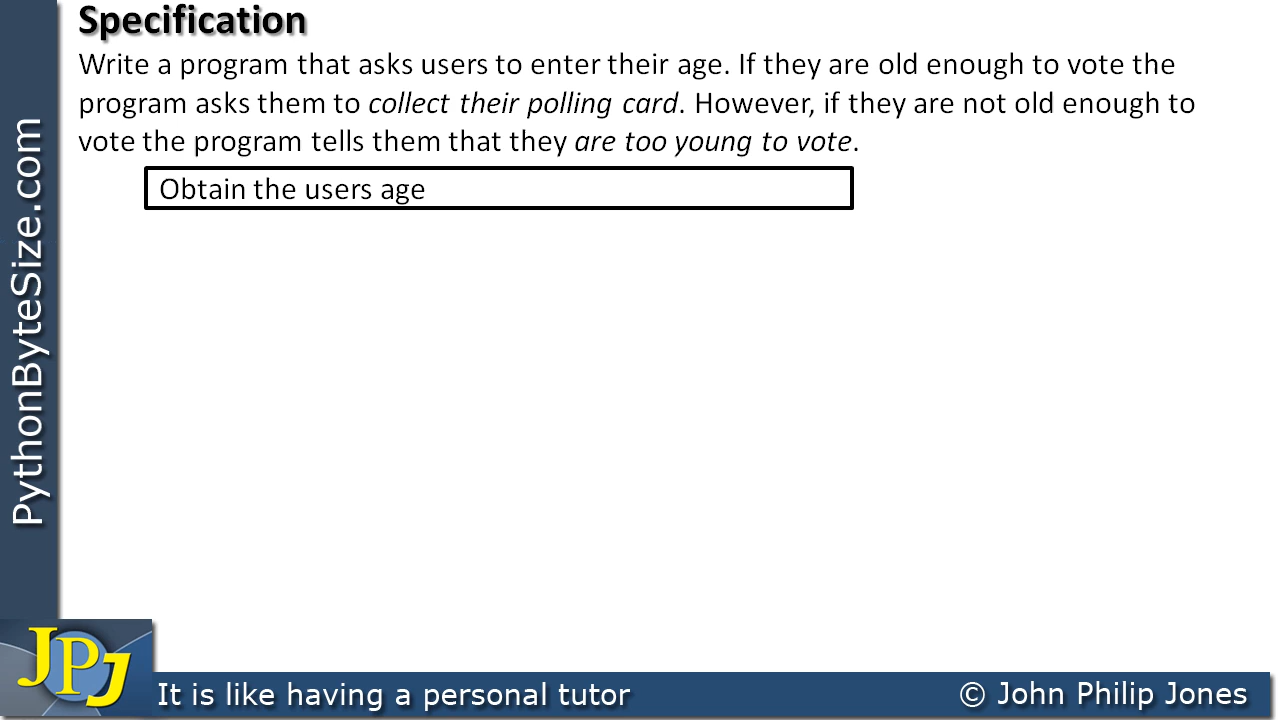 Specification
Write a program that asks users to enter their age. If they are old enough to vote the
program asks them to collect their polling card. However, if they are not old enough to
vote the program tells them that they are too young to vote.
Obtain the users age
PythonByteSize.com
JPJ
It is like having a personal tutor
© John Philip Jones